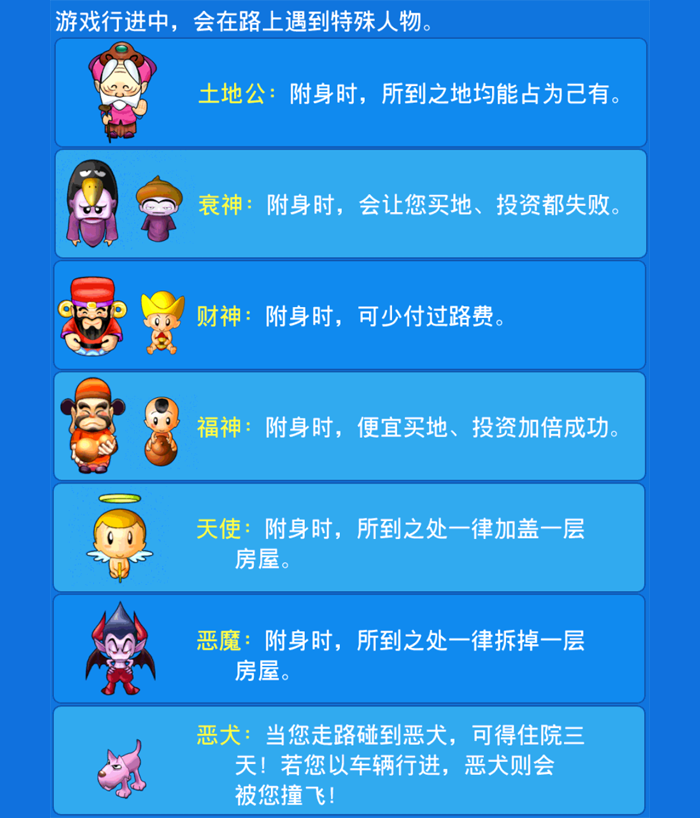 游戏行进中，会在路上遇到特殊人物。
土地公：附身时，所到之地均能占为己有。
衰神：附身时，会让您买地、投资都失败。
财神：附身时，可少付过路费。
福神：附身时，便宜买地、投资加倍成功。
天使：附身时，所到之处一律加盖一层
房屋。
恶魔：附身时，所到之处一律拆掉一层
房屋。
恶犬：当您走路碰到恶犬，可得住院三
天！若您以车辆行进，恶犬则会
被您撞飞！